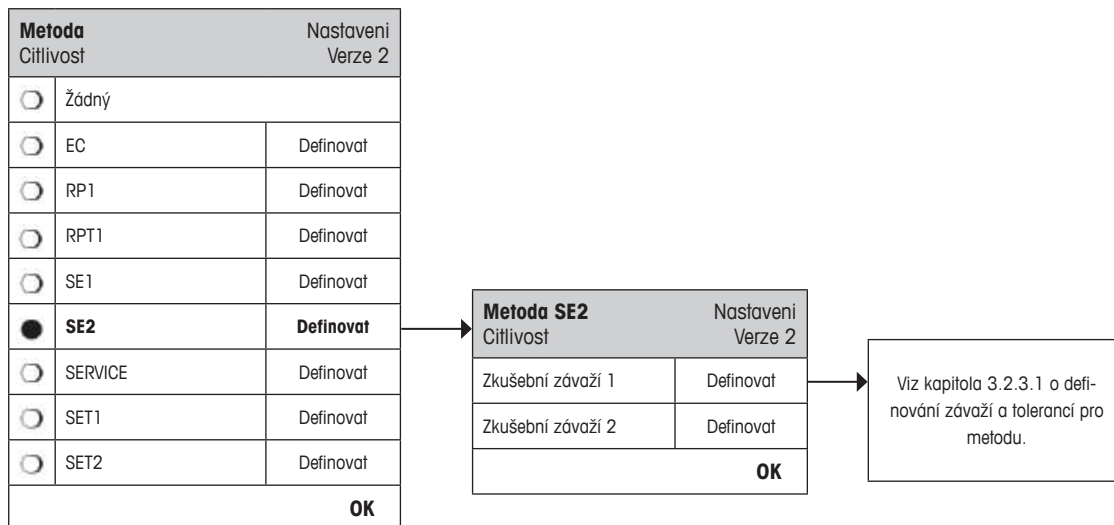 Metoda Nastaveni
Citlivost Verze 2
Žádný
EC Definovat
RP1 Definovat
RPT1 Definovat
SE1 Definovat
SE2 Definovat
SERVICE Definovat
SET1 Definovat
SET2 Definovat
OK
Metoda SE2 Nastaveni
Citlivost Verze 2
Zkušební závaží 1 Definovat
Zkušební závaží 2 Definovat
OK
Viz kapitola 3.2.3.1 o defi-
nování závaží a tolerancí pro
metodu.